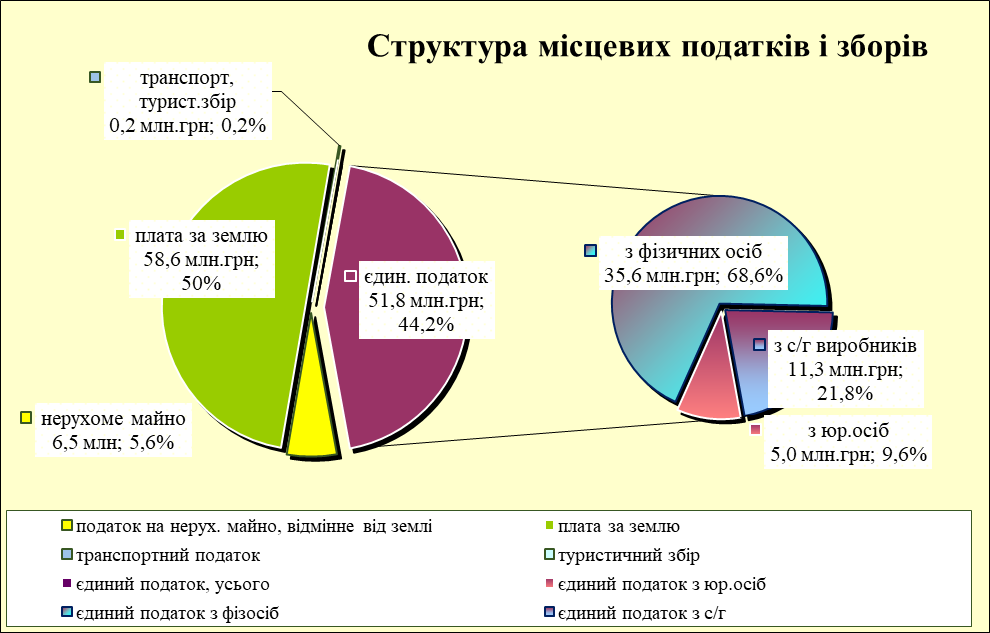 Структура місцевих податків і зборів
транспорт,
турист.збір
0,2 млн.грн; 0,2%
плата за землю
58,6 млн.грн;
50%
єдин. податок
51,8 млн.грн;
44,2%
нерухоме майно
6,5 млн; 5,6%
з фізичних осіб
35,6 млн.грн; 68,6%
з с/г виробників
11,3 млн.грн;
21,8%
з юр.осіб
5,0 млн.грн; 9,6%
податок на нерух. майно, відмінне від землі
плата за землю
транспортний податок
туристичний збір
єдиний податок, усього
єдиний податок з юр.осіб
єдиний податок з фізосіб
єдиний податок з с/г